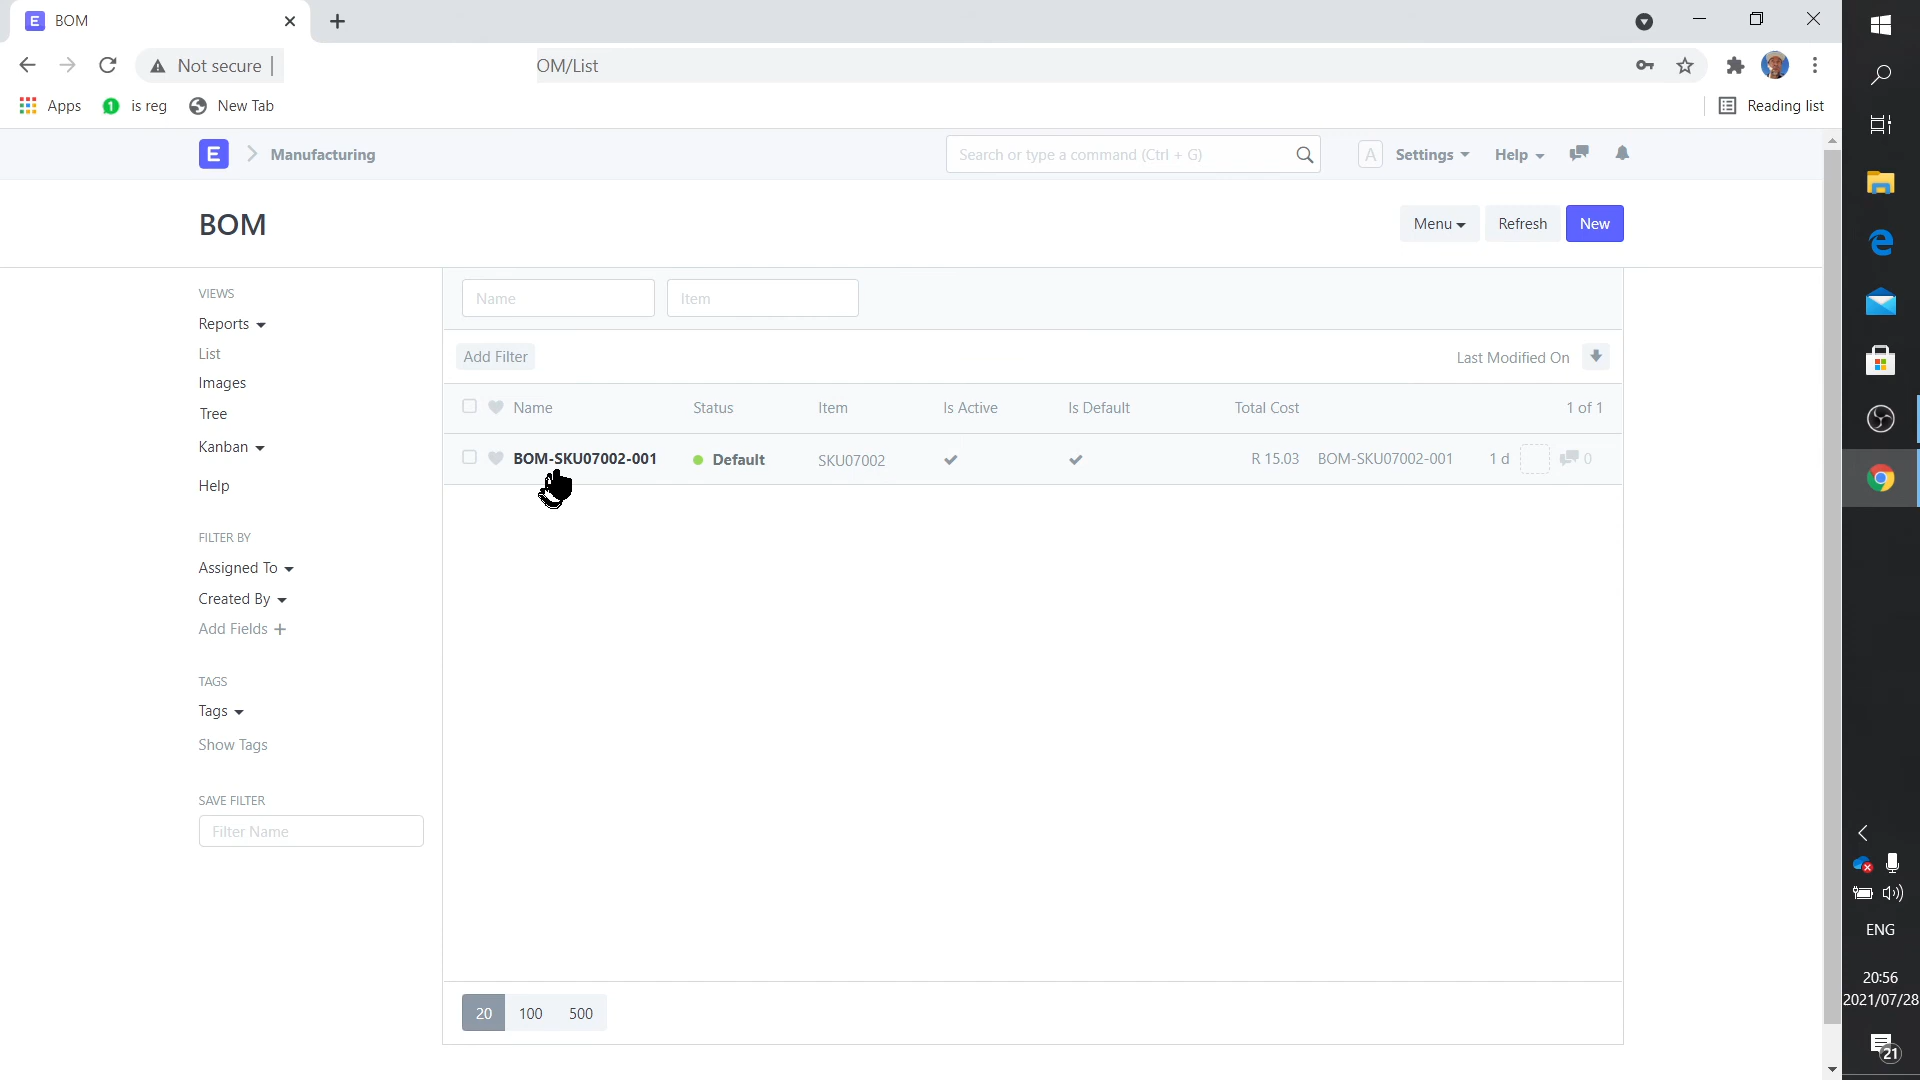 E BOM
Not secure OM/List
Apps 1 is reg New Tab Reading list
E Manufacturing Search or type a command (Ctrl + G) A Settings Help
BOM Menu Refresh New
VIEWS
Reports
List
Images
Tree
Kanban
Help
FILTER BY
Assigned To
Created By
Add Fields +
TAGS
Tags
Show Tags
SAVE FILTER
Filter Name
Name Item
Add Filter Last Modified On
Name Status Item Is Active Is Default Total Cost 1 of 1
BOM-SKU07002-001 Default SKU07002 R 15.03 BOM-SKU07002-001 1 d 0
20 100 500
ENG
20:56
2021/07/28
21